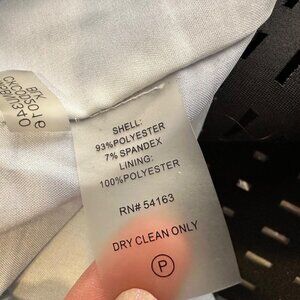 SHELL:
93%POLYESTER
7% SPANDEX
LINING:
100%POLYESTER
RN# 54163
DRY CLEAN ONLY
P